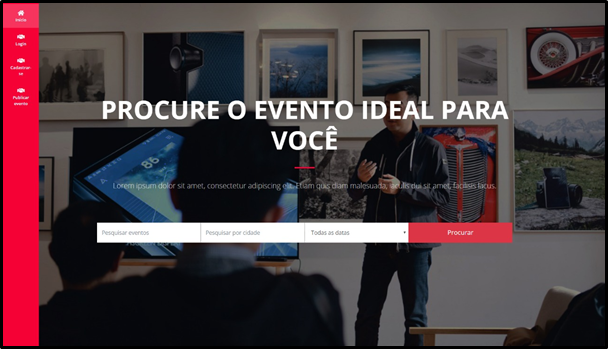 Início
Login
Cadastrar-
se
Publicar
evento
PROCURE O EVENTO IDEAL PARA
VOCÊ
Lorem ipsum dolor sit amet, consectetur adipiscing elit. Etiam quis diam malesuada, iaculis dui sit amet, facilisis lacus.
Pesquisar eventos
Pesquisar por cidade
Todas as datas
Procurar